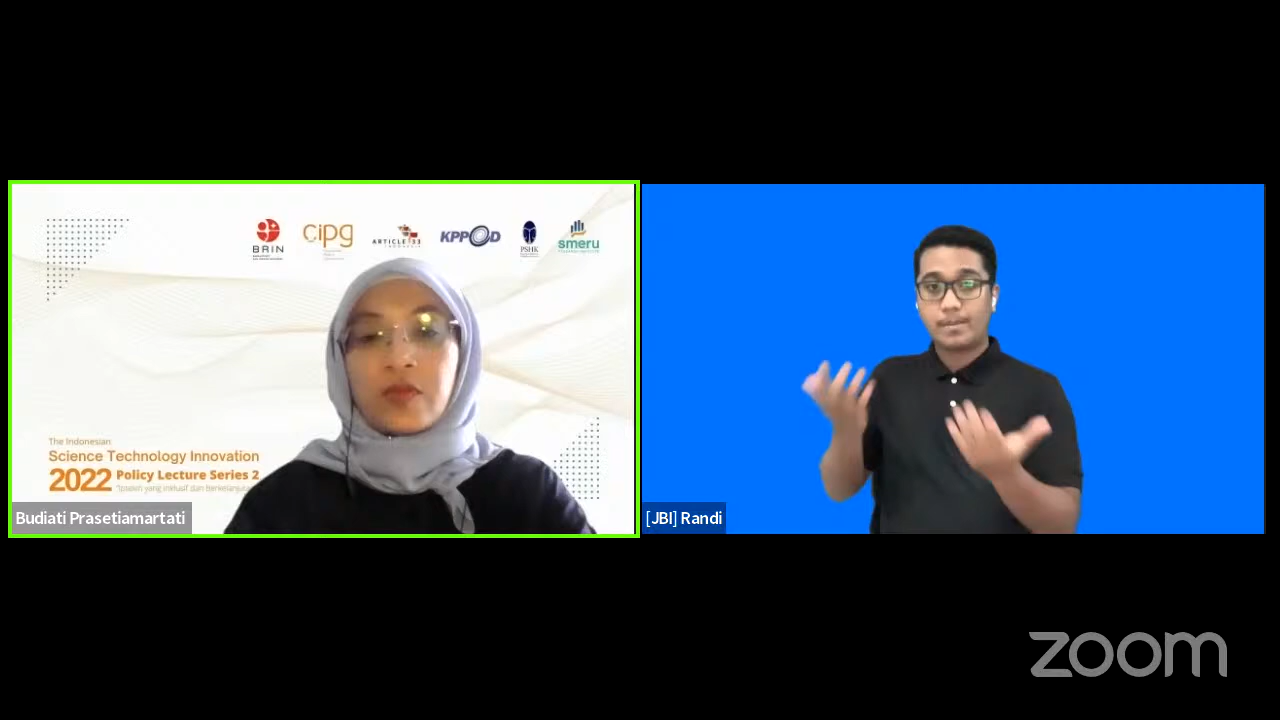 BRIN
cipg
ARTICLE 33
INDONESIA
KPPOD
PSHK
smeru
The Indonesian
Science Technology Innovation
2022 Policy Lecture Series 2
Budiati Prasetiamartati
[JBI] Randi
zoom